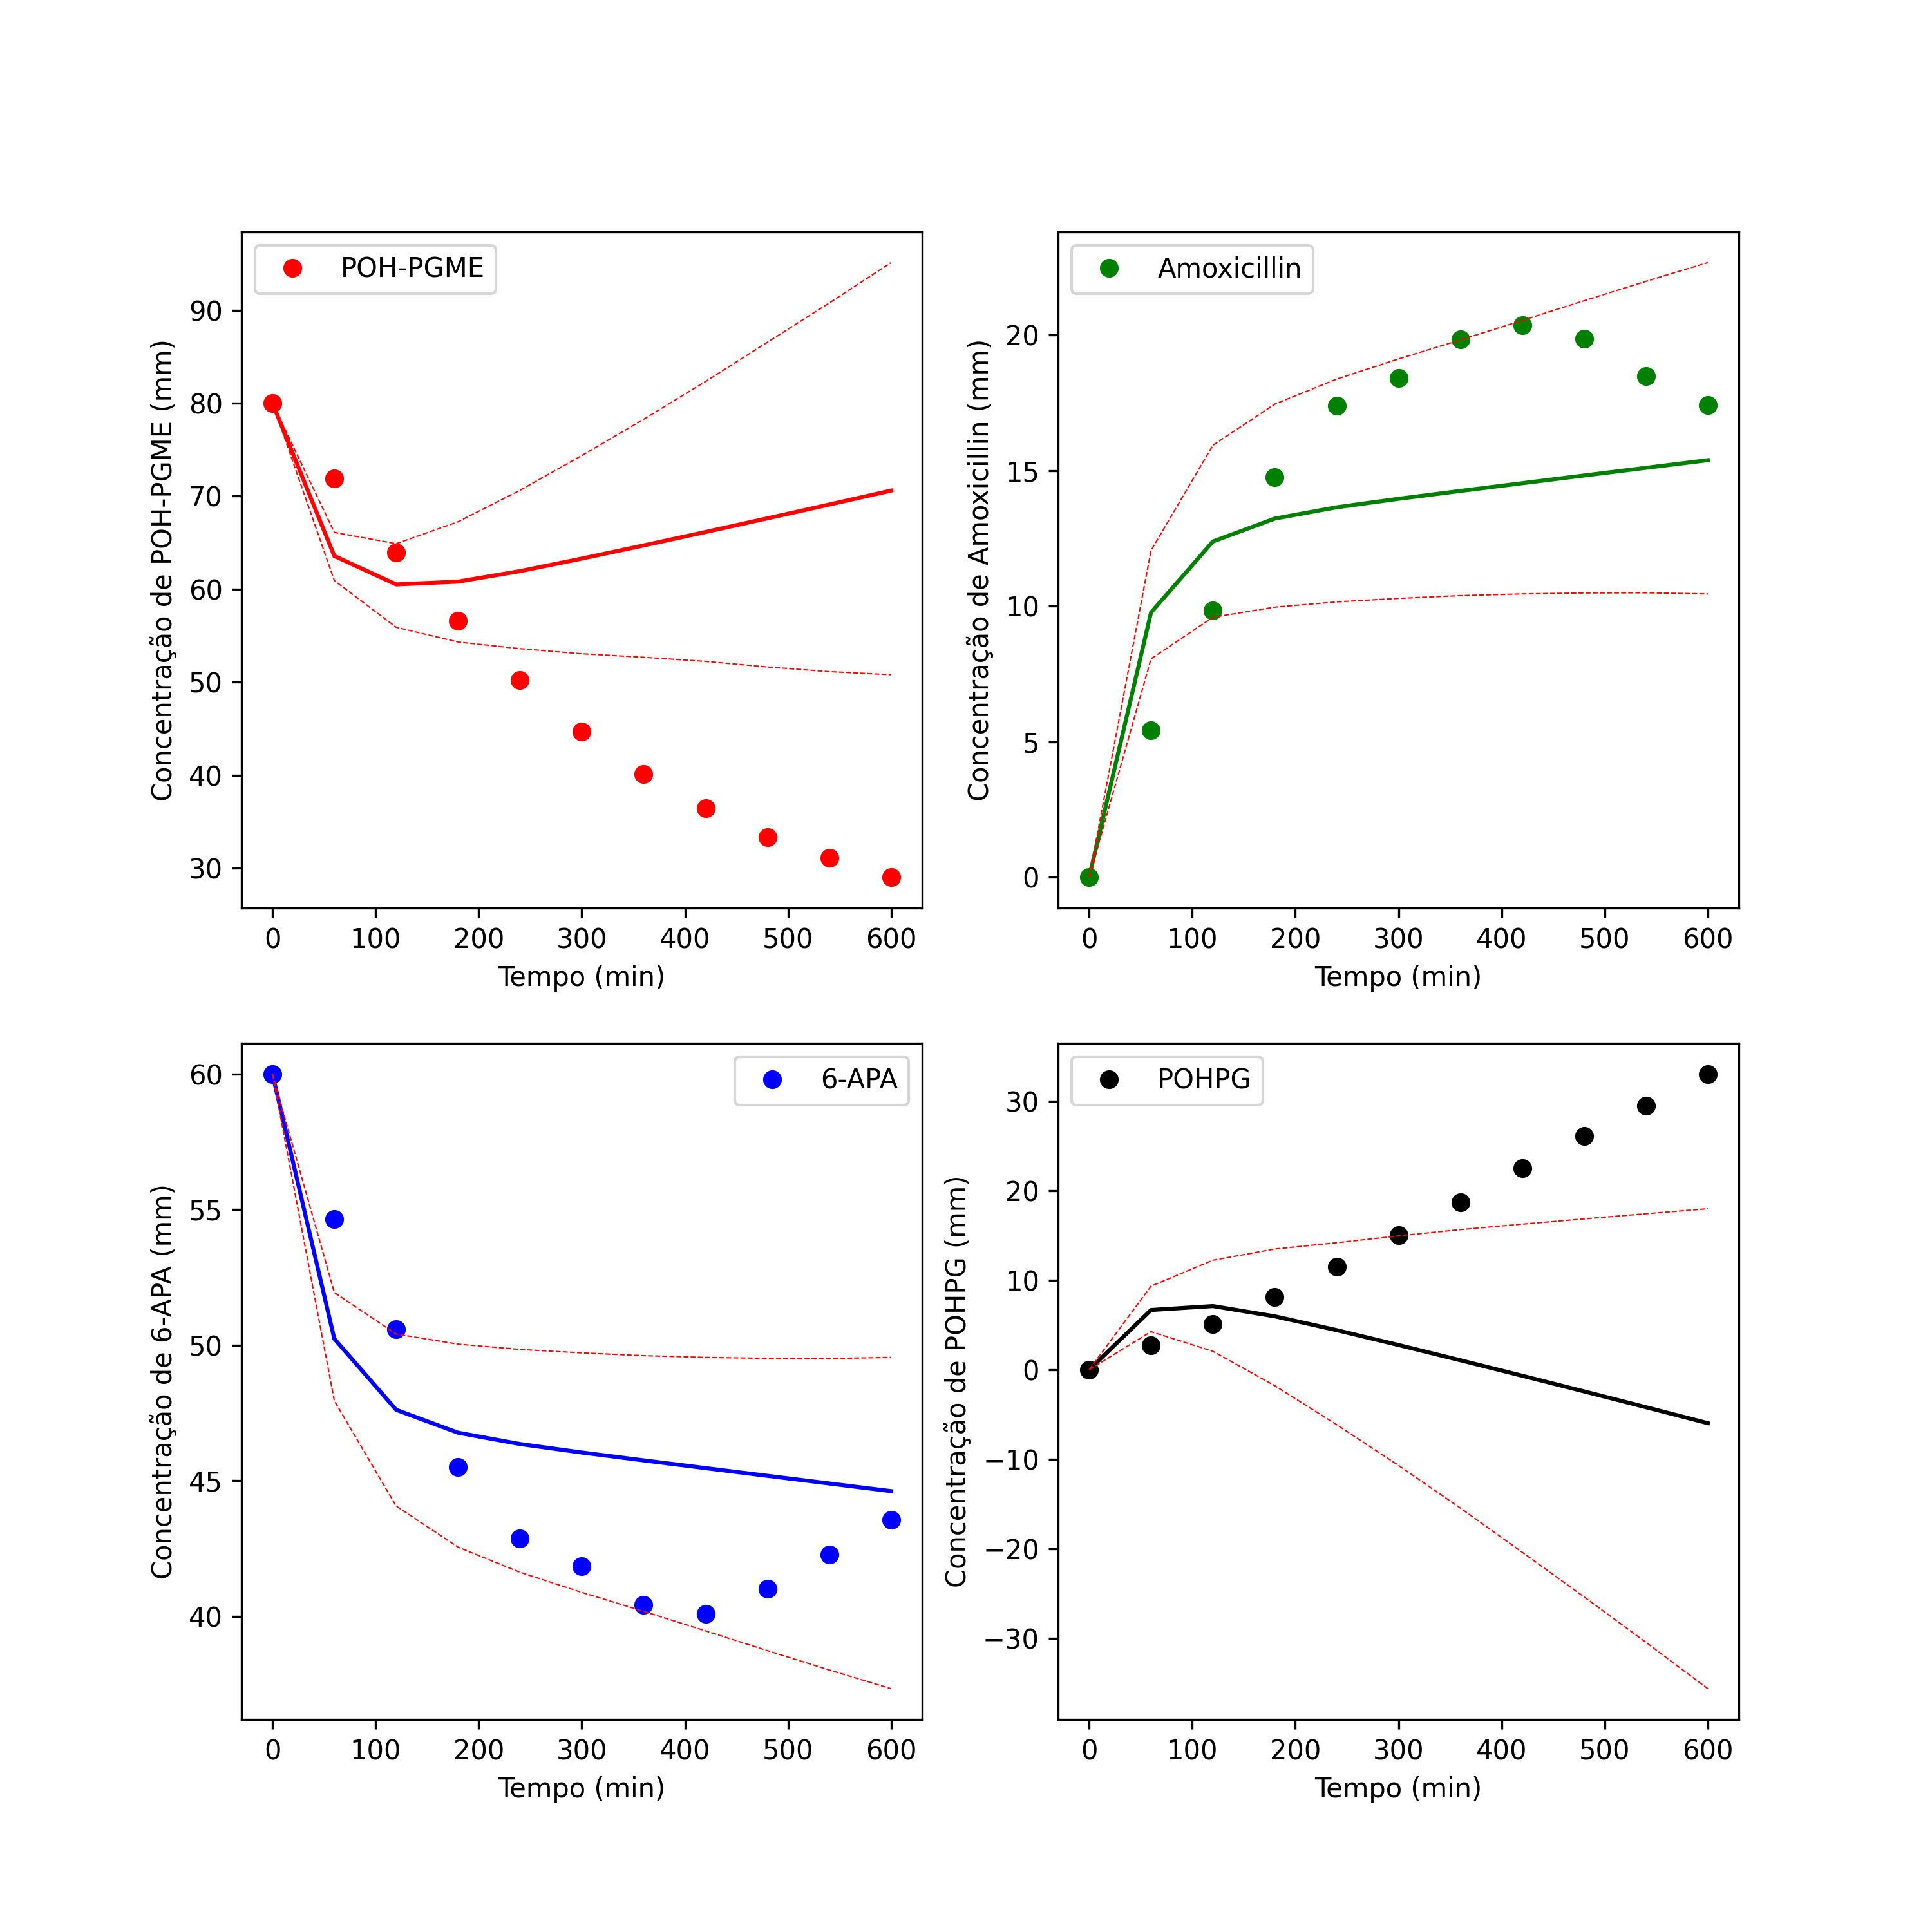 POH-PGME
Concentração de POH-PGME (mm)
90
80
70
60
50
40
30
0 100 200 300 400 500 600
Tempo (min)
Amoxicillin
Concentração de Amoxicillin (mm)
20
15
10
5
0
0 100 200 300 400 500 600
Tempo (min)
6-APA
Concentração de 6-APA (mm)
60
55
50
45
40
0 100 200 300 400 500 600
Tempo (min)
POHPG
Concentração de POHPG (mm)
30
20
10
0
−10
−20
−30
0 100 200 300 400 500 600
Tempo (min)